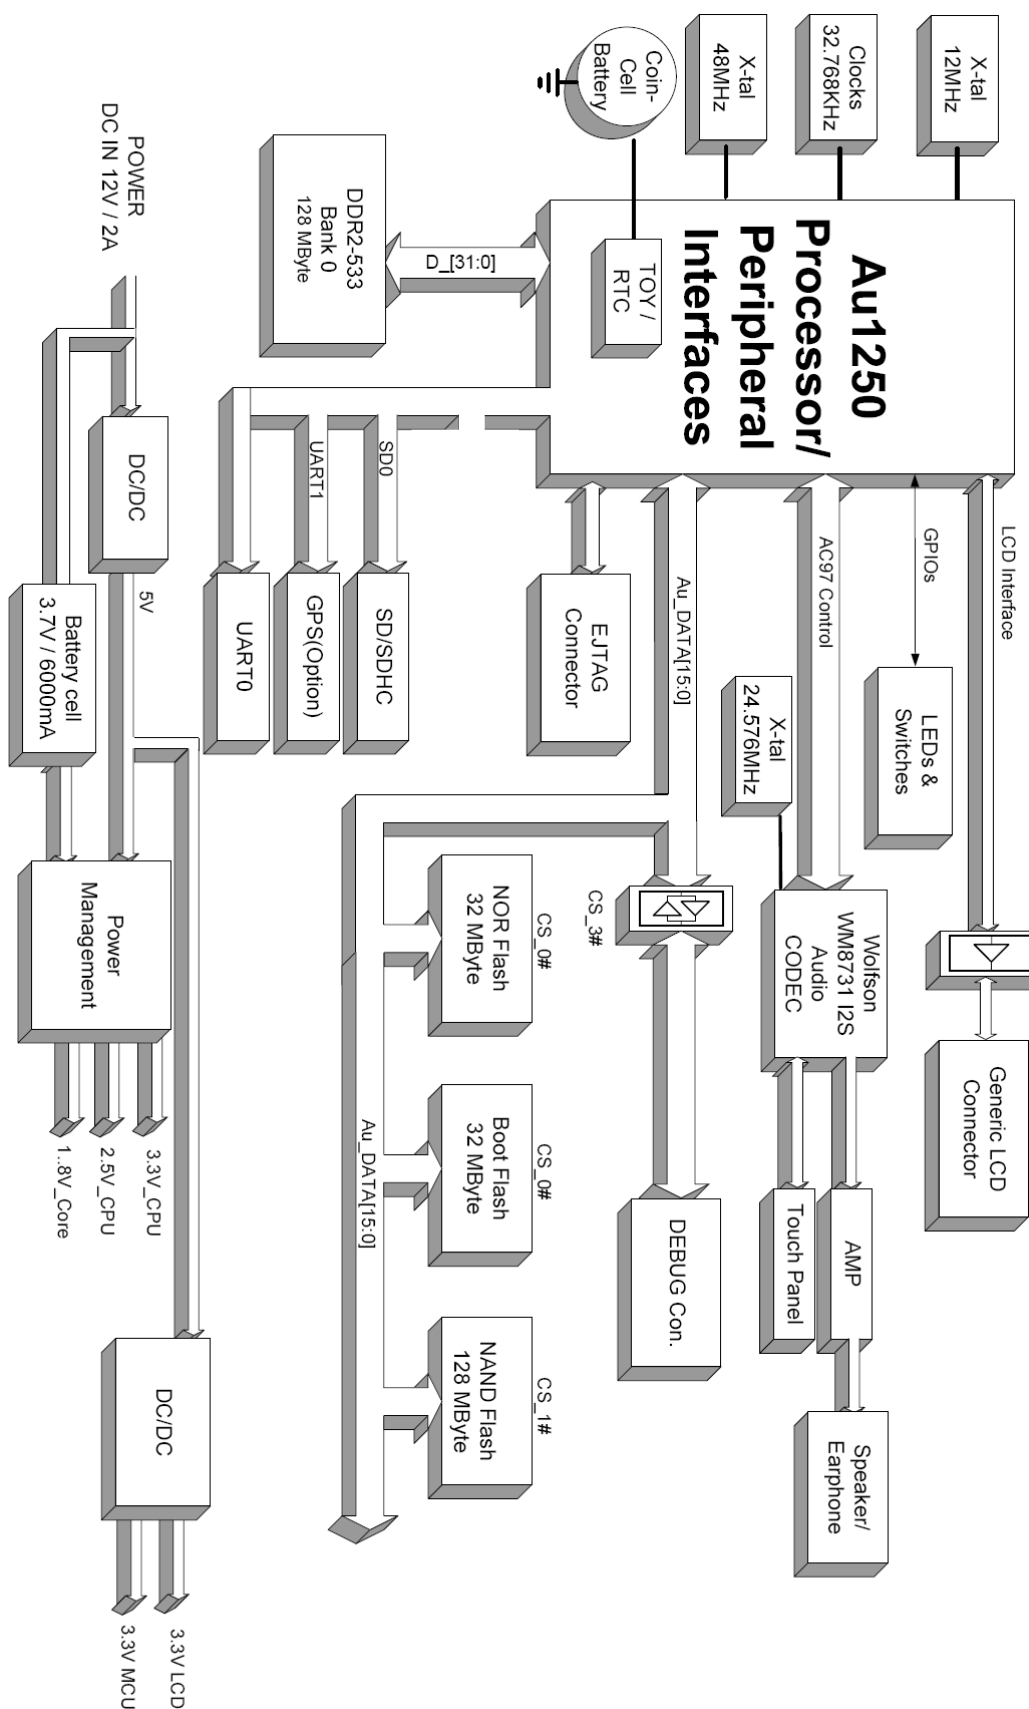 X-tal
12MHz
Clocks
32.768KHz
X-tal
48MHz
Coin-
Cell
Battery
Au1250
Processor/
Peripheral
Interfaces
TOY /
RTC
DDR2-533
Bank 0
128 MByte
D_[31:0]
LCD Interface
GPIOs
AC97 Control
Au_DATA[15:0]
SD0
UART1
LEDs &
Switches
X-tal
24.576MHz
EJTAG
Connector
SD/SDHC
GPS(Option)
UART0
Generic LCD
Connector
Wolfson
WM8731 I2S
Audio
CODEC
AMP
Touch Panel
Speaker/
Earphone
CS_3#
DEBUG Con.
CS_0#
NOR Flash
32 MByte
CS_0#
Boot Flash
32 MByte
CS_1#
NAND Flash
128 MByte
Au_DATA[15:0]
POWER
DC IN 12V / 2A
DC/DC
5V
Battery cell
3.7V / 6000mA
Power
Management
3.3V_CPU
2.5V_CPU
1..8V_Core
DC/DC
3.3V LCD
3.3V MCU